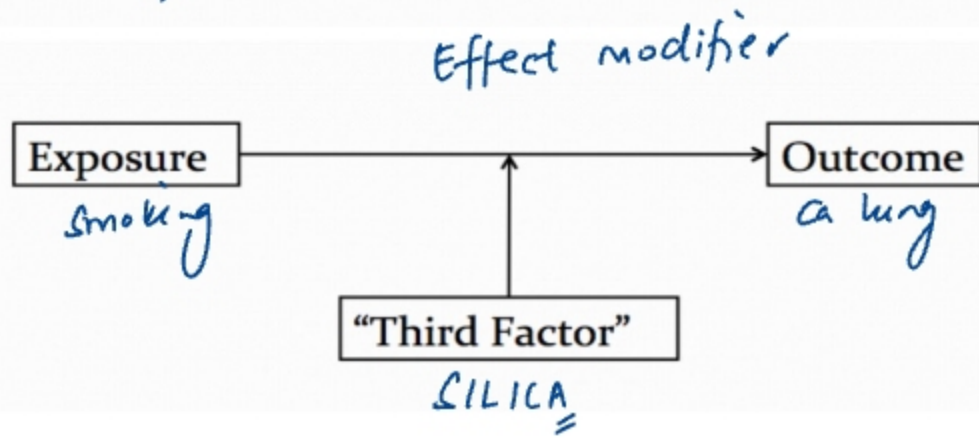 Effect modifier
Exposure
Outcome
Smoking
Ca lung
“Third Factor”
SILICA